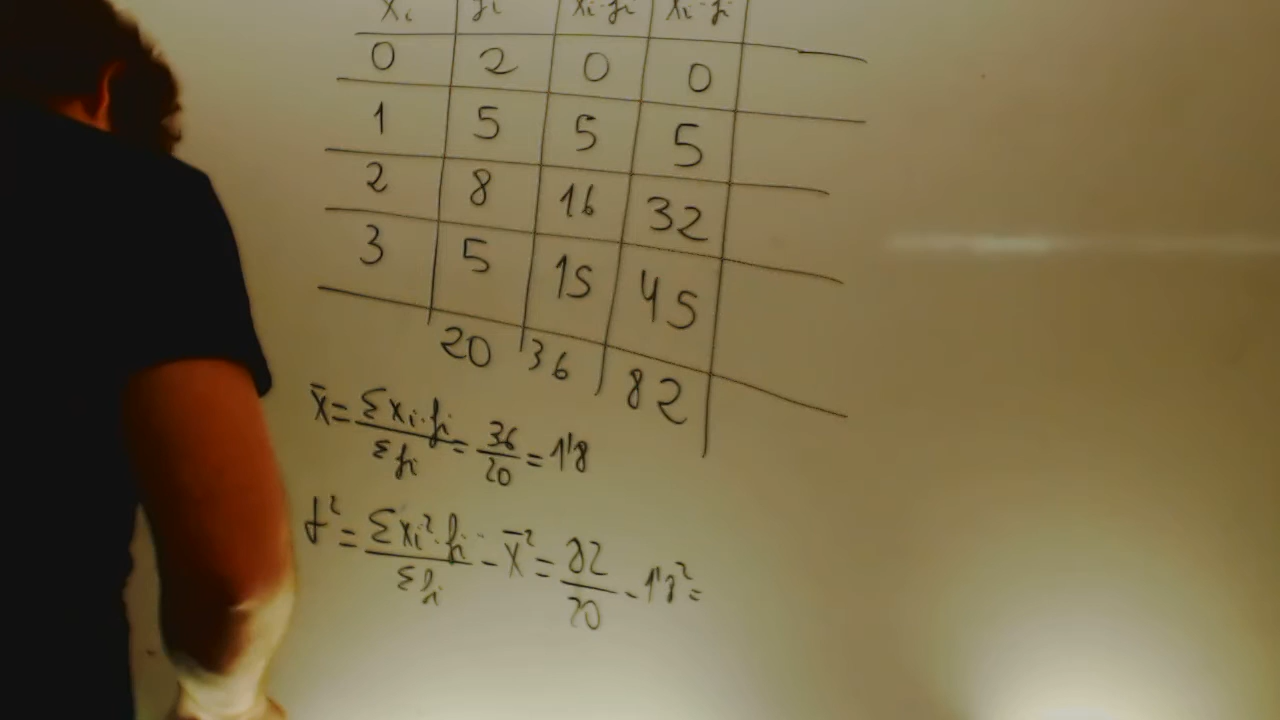 xi fi xi·fi xi²·fi
0 2 0 0
1 5 5 5
2 8 16 32
3 5 15 45
20 36 82
x̄ = Σxi·fi / Σfi = 36/20 = 1'8
σ² = Σxi²·fi / Σfi - x̄² = 82/20 - 1'8² =